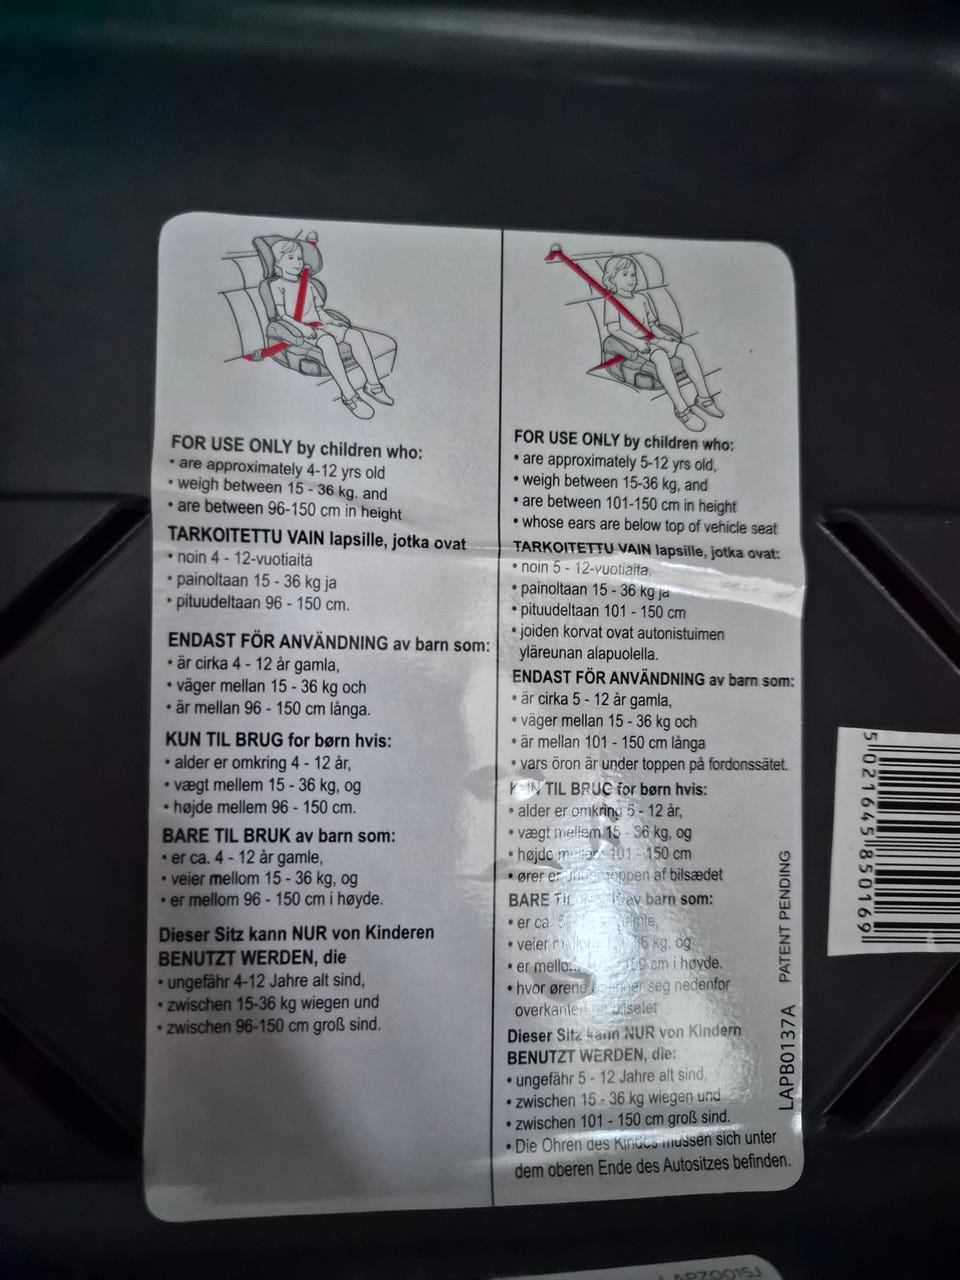 FOR USE ONLY by children who:
• are approximately 4-12 yrs old
• weigh between 15 - 36 kg. and
• are between 96-150 cm in height
TARKOITETTU VAIN lapsille, jotka ovat
• noin 4 - 12-vuotiaita
• painoltaan 15 - 36 kg ja
• pituudeltaan 96 - 150 cm.
ENDAST FÖR ANVÄNDNING av barn som:
• är cirka 4 - 12 år gamla,
• väger mellan 15 - 36 kg och
• är mellan 96 - 150 cm långa.
KUN TIL BRUG for børn hvis:
• alder er omkring 4 - 12 år,
• vægt mellem 15 - 36 kg, og
• højde mellem 96 - 150 cm.
BARE TIL BRUK av barn som:
• er ca. 4 - 12 år gamle,
• veier mellom 15 - 36 kg, og
• er mellom 96 - 150 cm i høyde.
Dieser Sitz kann NUR von Kinderen
BENUTZT WERDEN, die
• ungefähr 4-12 Jahre alt sind,
• zwischen 15-36 kg wiegen und
• zwischen 96-150 cm groß sind.
FOR USE ONLY by children who:
• are approximately 5-12 yrs old,
• weigh between 15-36 kg, and
• are between 101-150 cm in height
• whose ears are below top of vehicle seat
TARKOITETTU VAIN lapsille, jotka ovat:
• noin 5 - 12-vuotiaita,
• painoltaan 15 - 36 kg ja
• pituudeltaan 101 - 150 cm
• joiden korvat ovat autonistuimen
yläreunan alapuolella.
ENDAST FÖR ANVÄNDNING av barn som:
• är cirka 5 - 12 år gamla,
• väger mellan 15 - 36 kg och
• är mellan 101 - 150 cm långa
• vars öron är under toppen på fordonssätet.
KUN TIL BRUG for børn hvis:
• alder er omkring 5 - 12 år,
• vægt mellem 15 - 36 kg, og
• højde mellem 101 - 150 cm
• ører er toppen af bilsædet
BARE TIL av barn som:
• er ca.
• veier 36 kg, og
• er mellom cm i høyde.
• hvor ørene seg nedenfor
overkanten
Dieser Sitz kann NUR von Kindern
BENUTZT WERDEN, die:
• ungefähr 5 - 12 Jahre alt sind,
• zwischen 15 - 36 kg wiegen und
• zwischen 101 - 150 cm groß sind.
• Die Ohren des Kindes müssen sich unter
dem oberen Ende des Autositzes befinden.
LAPB0137A PATENT PENDING
5 021645 850169